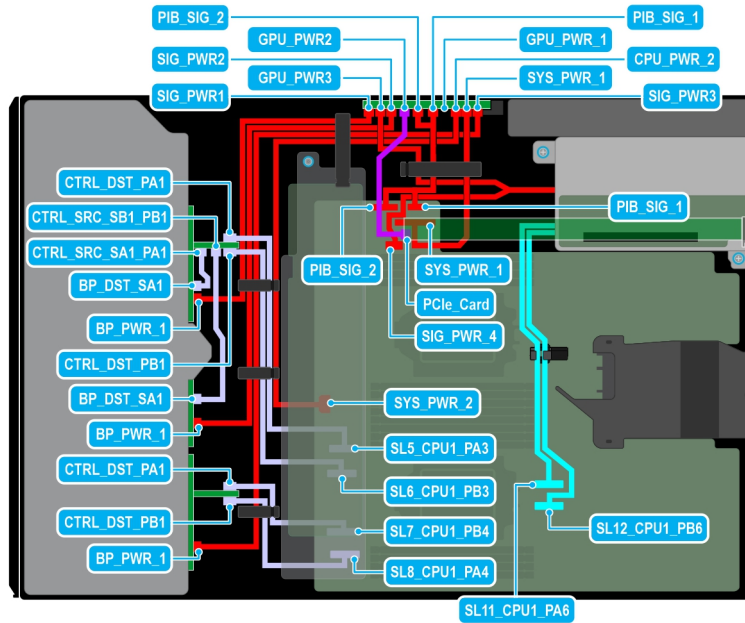 PIB_SIG_2
PIB_SIG_1
GPU_PWR2
GPU_PWR_1
SIG_PWR2
CPU_PWR_2
GPU_PWR3
SYS_PWR_1
SIG_PWR1
SIG_PWR3
CTRL_DST_PA1
CTRL_SRC_SB1_PB1
PIB_SIG_1
CTRL_SRC_SA1_PA1
PIB_SIG_2
SYS_PWR_1
BP_DST_SA1
PCIe_Card
BP_PWR_1
SIG_PWR_4
CTRL_DST_PB1
BP_DST_SA1
SYS_PWR_2
BP_PWR_1
SL5_CPU1_PA3
CTRL_DST_PA1
SL6_CPU1_PB3
CTRL_DST_PB1
SL7_CPU1_PB4
SL12_CPU1_PB6
BP_PWR_1
SL8_CPU1_PA4
SL11_CPU1_PA6